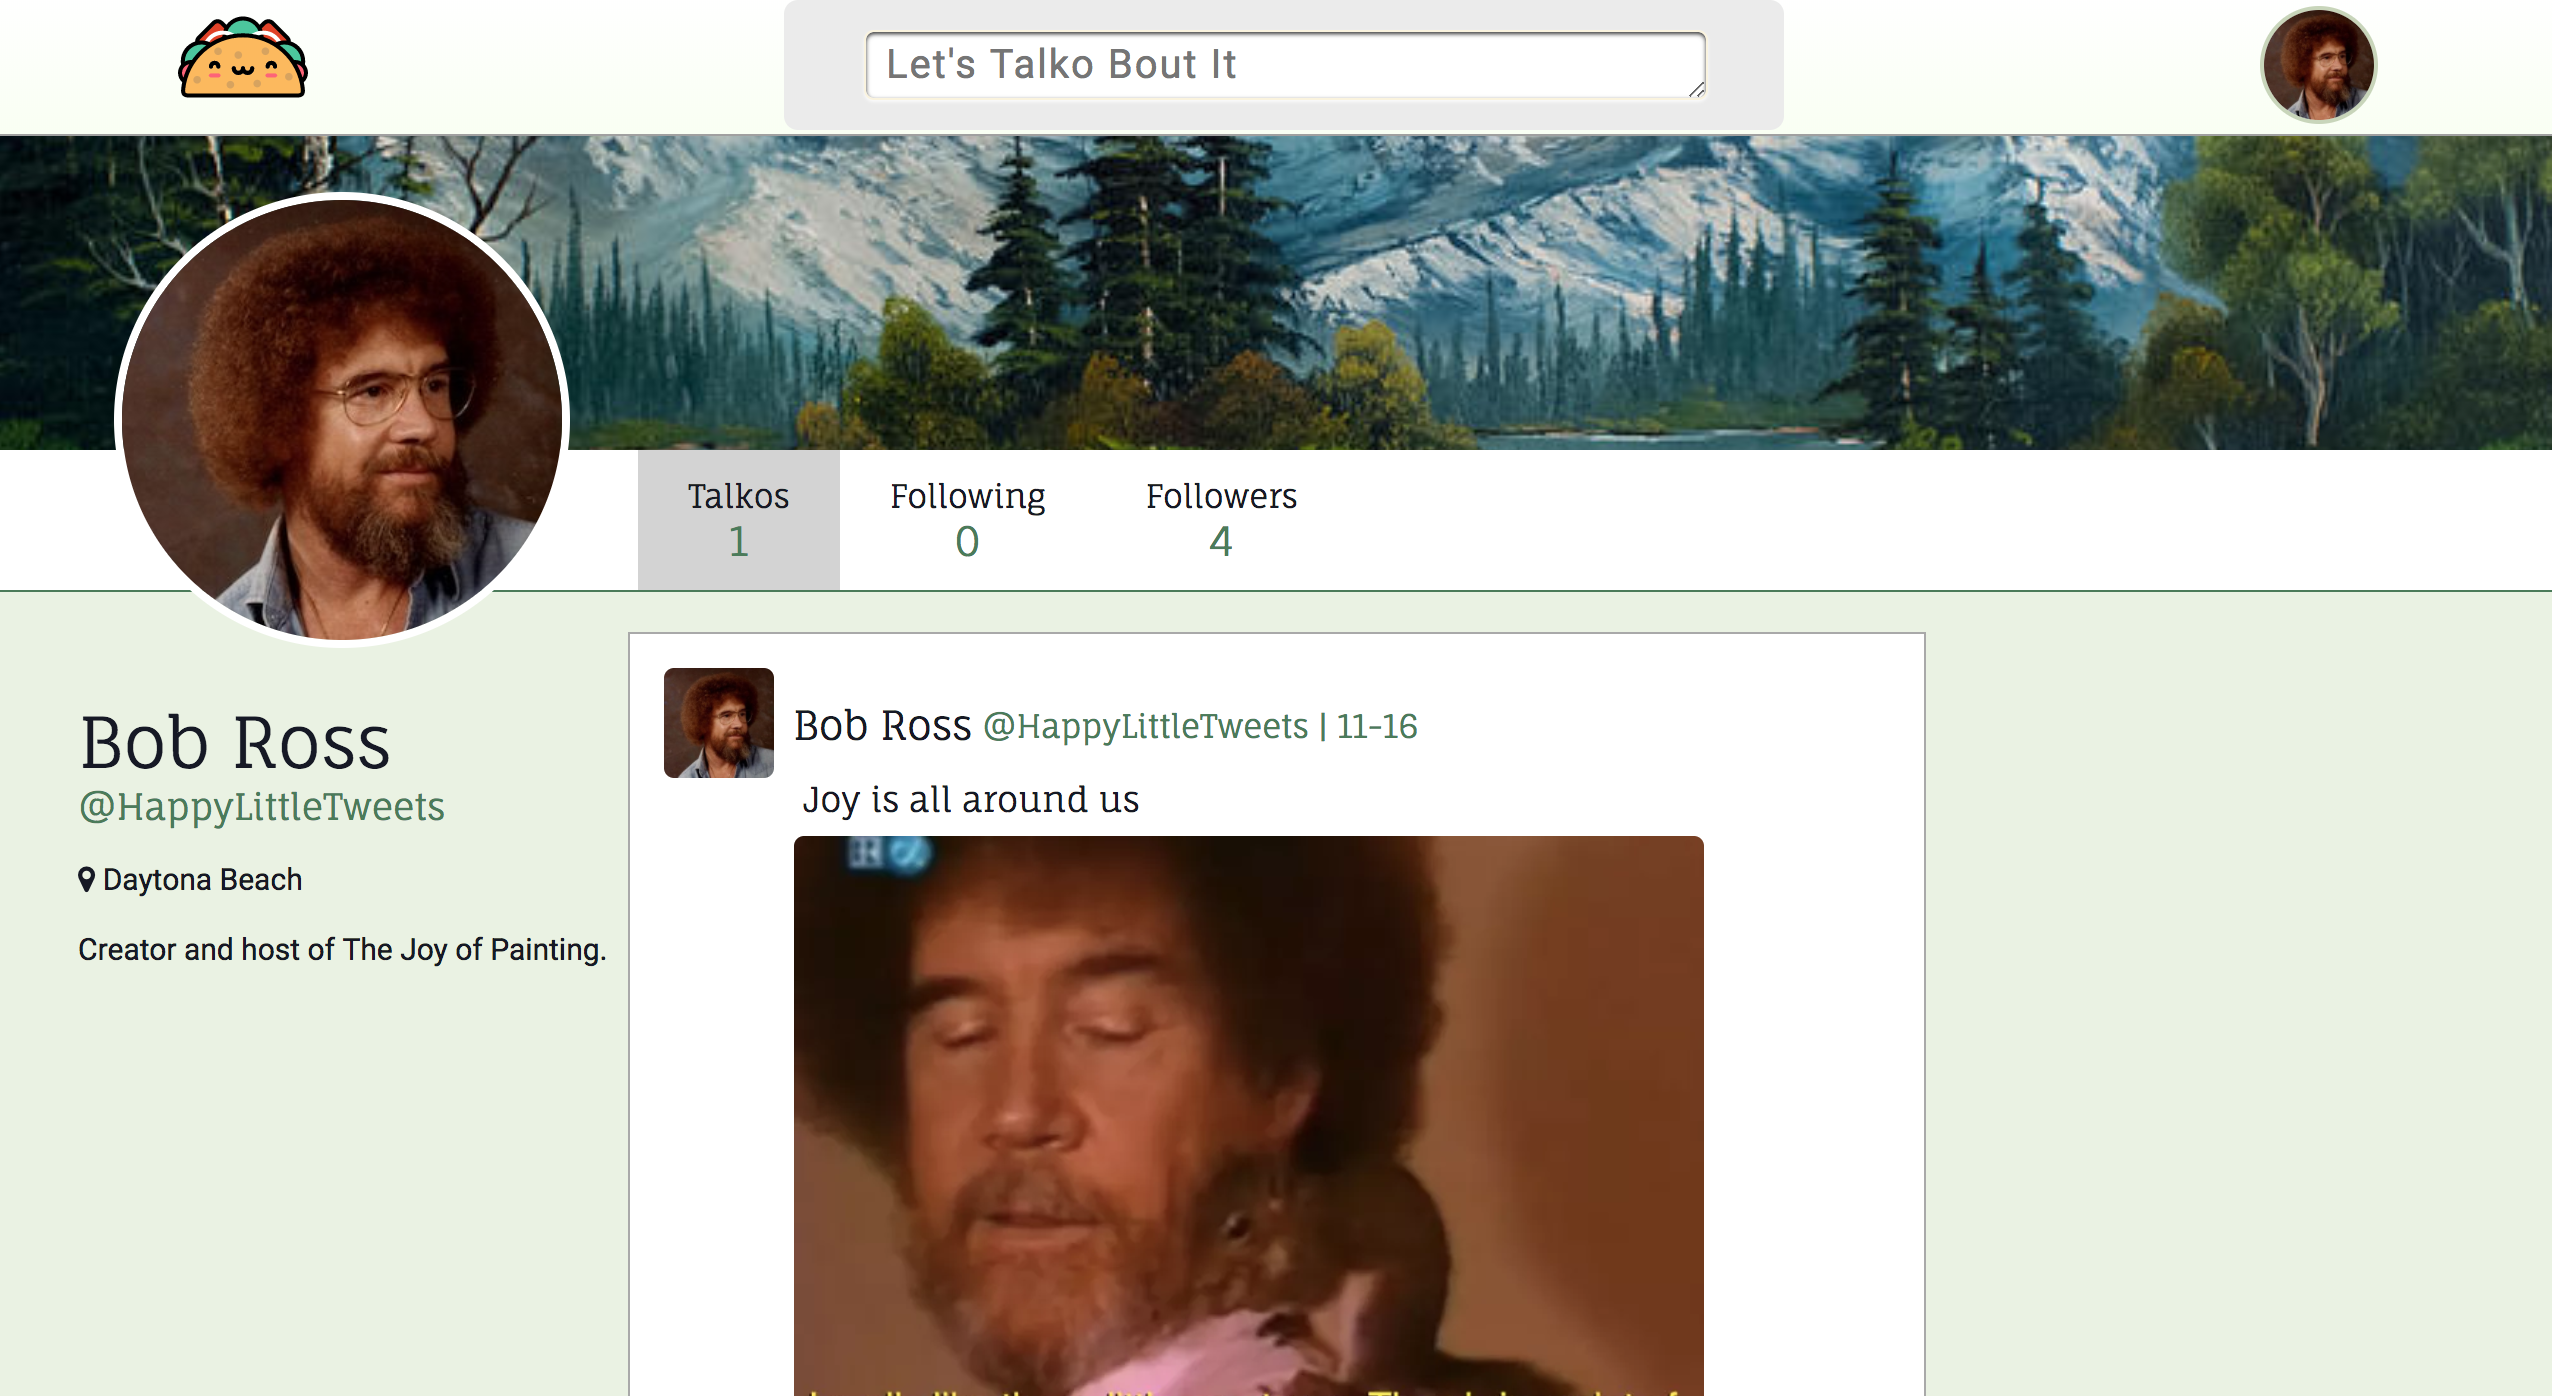 Let's Talko Bout It
Talkos
1
Following
0
Followers
4
Bob Ross
@HappyLittleTweets
Daytona Beach
Creator and host of The Joy of Painting.
Bob Ross @HappyLittleTweets | 11-16
Joy is all around us